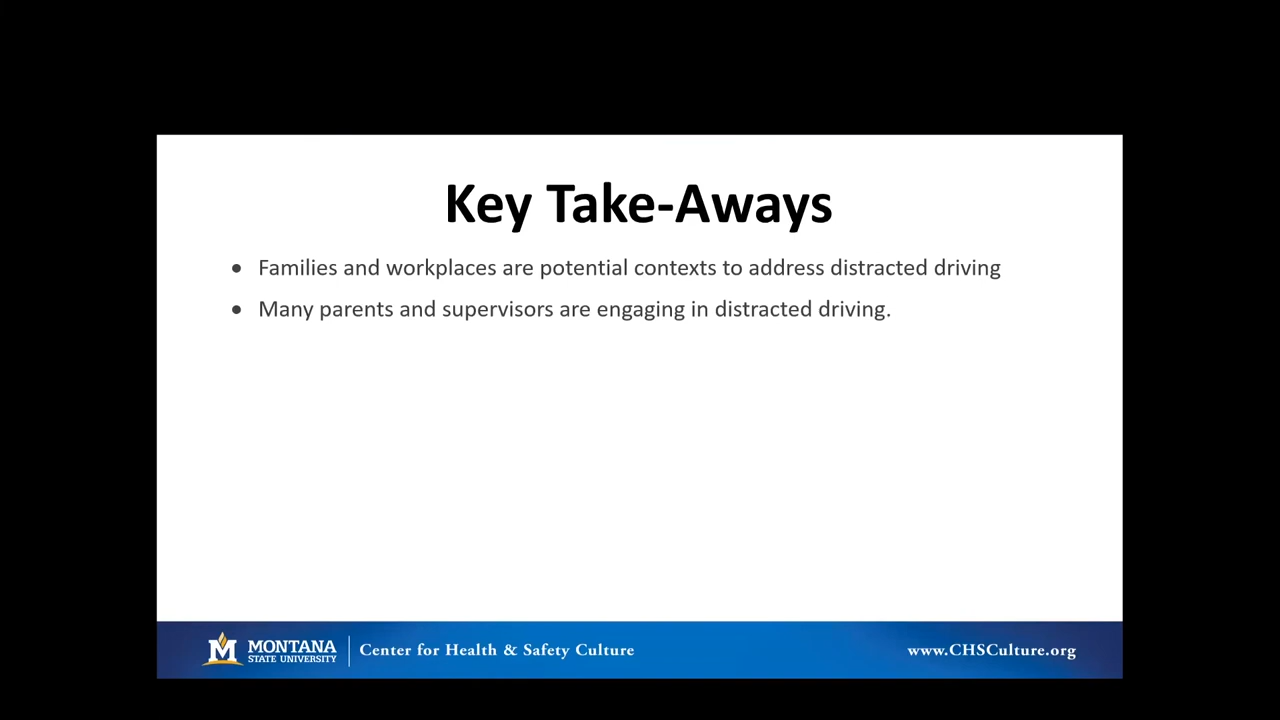 Key Take-Aways
• Families and workplaces are potential contexts to address distracted driving
• Many parents and supervisors are engaging in distracted driving.
M MONTANA
STATE UNIVERSITY
Center for Health & Safety Culture
www.CHSCulture.org